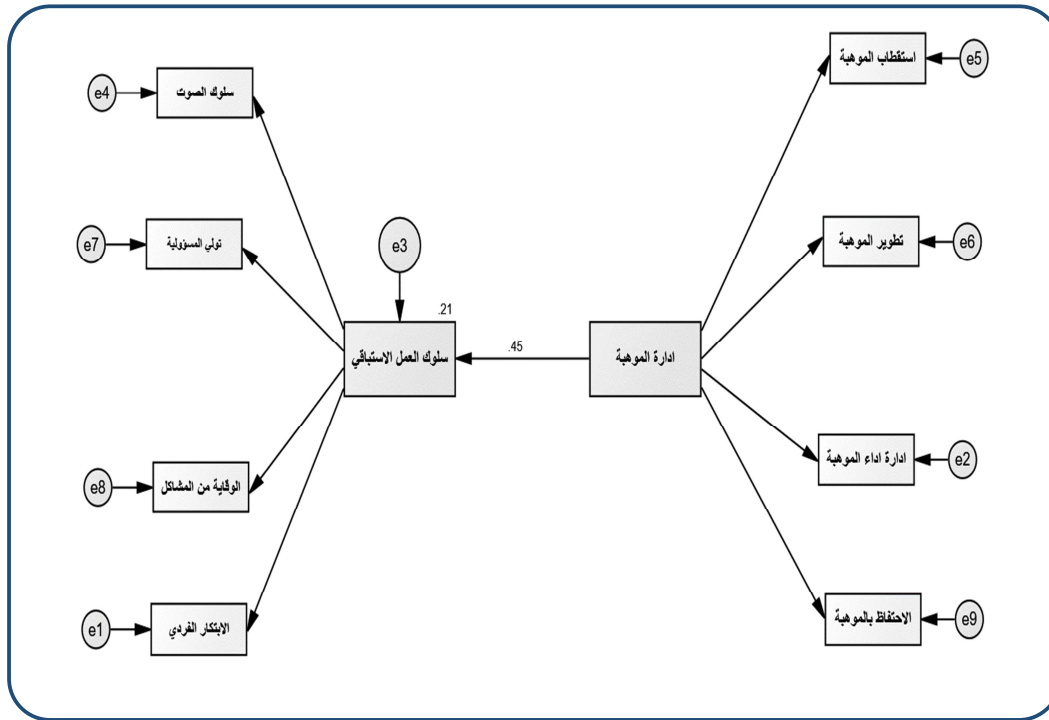 استقطاب الموهبة
e5
سلوك الصوت
e4
تولي المسؤولية
e7
تطوير الموهبة
e6
e3
.21
سلوك العمل الاستباقي
.45
ادارة الموهبة
ادارة اداء الموهبة
e2
الوقاية من المشاكل
e8
الاحتفاظ بالموهبة
e9
الابتكار الفردي
e1